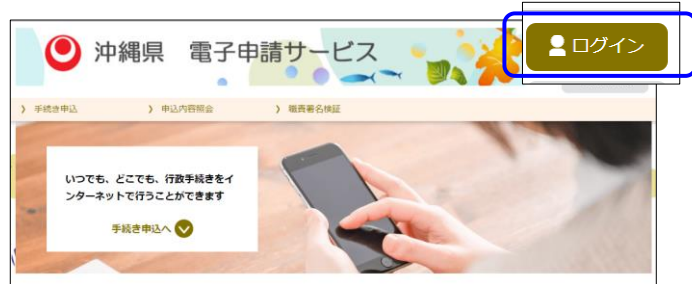 沖縄県 電子申請サービス
ログイン
› 手続き申込
› 申込内容照会
› 職責署名検証
いつでも、どこでも、行政手続きをイ
ンターネットで行うことができます
手続き申込へ